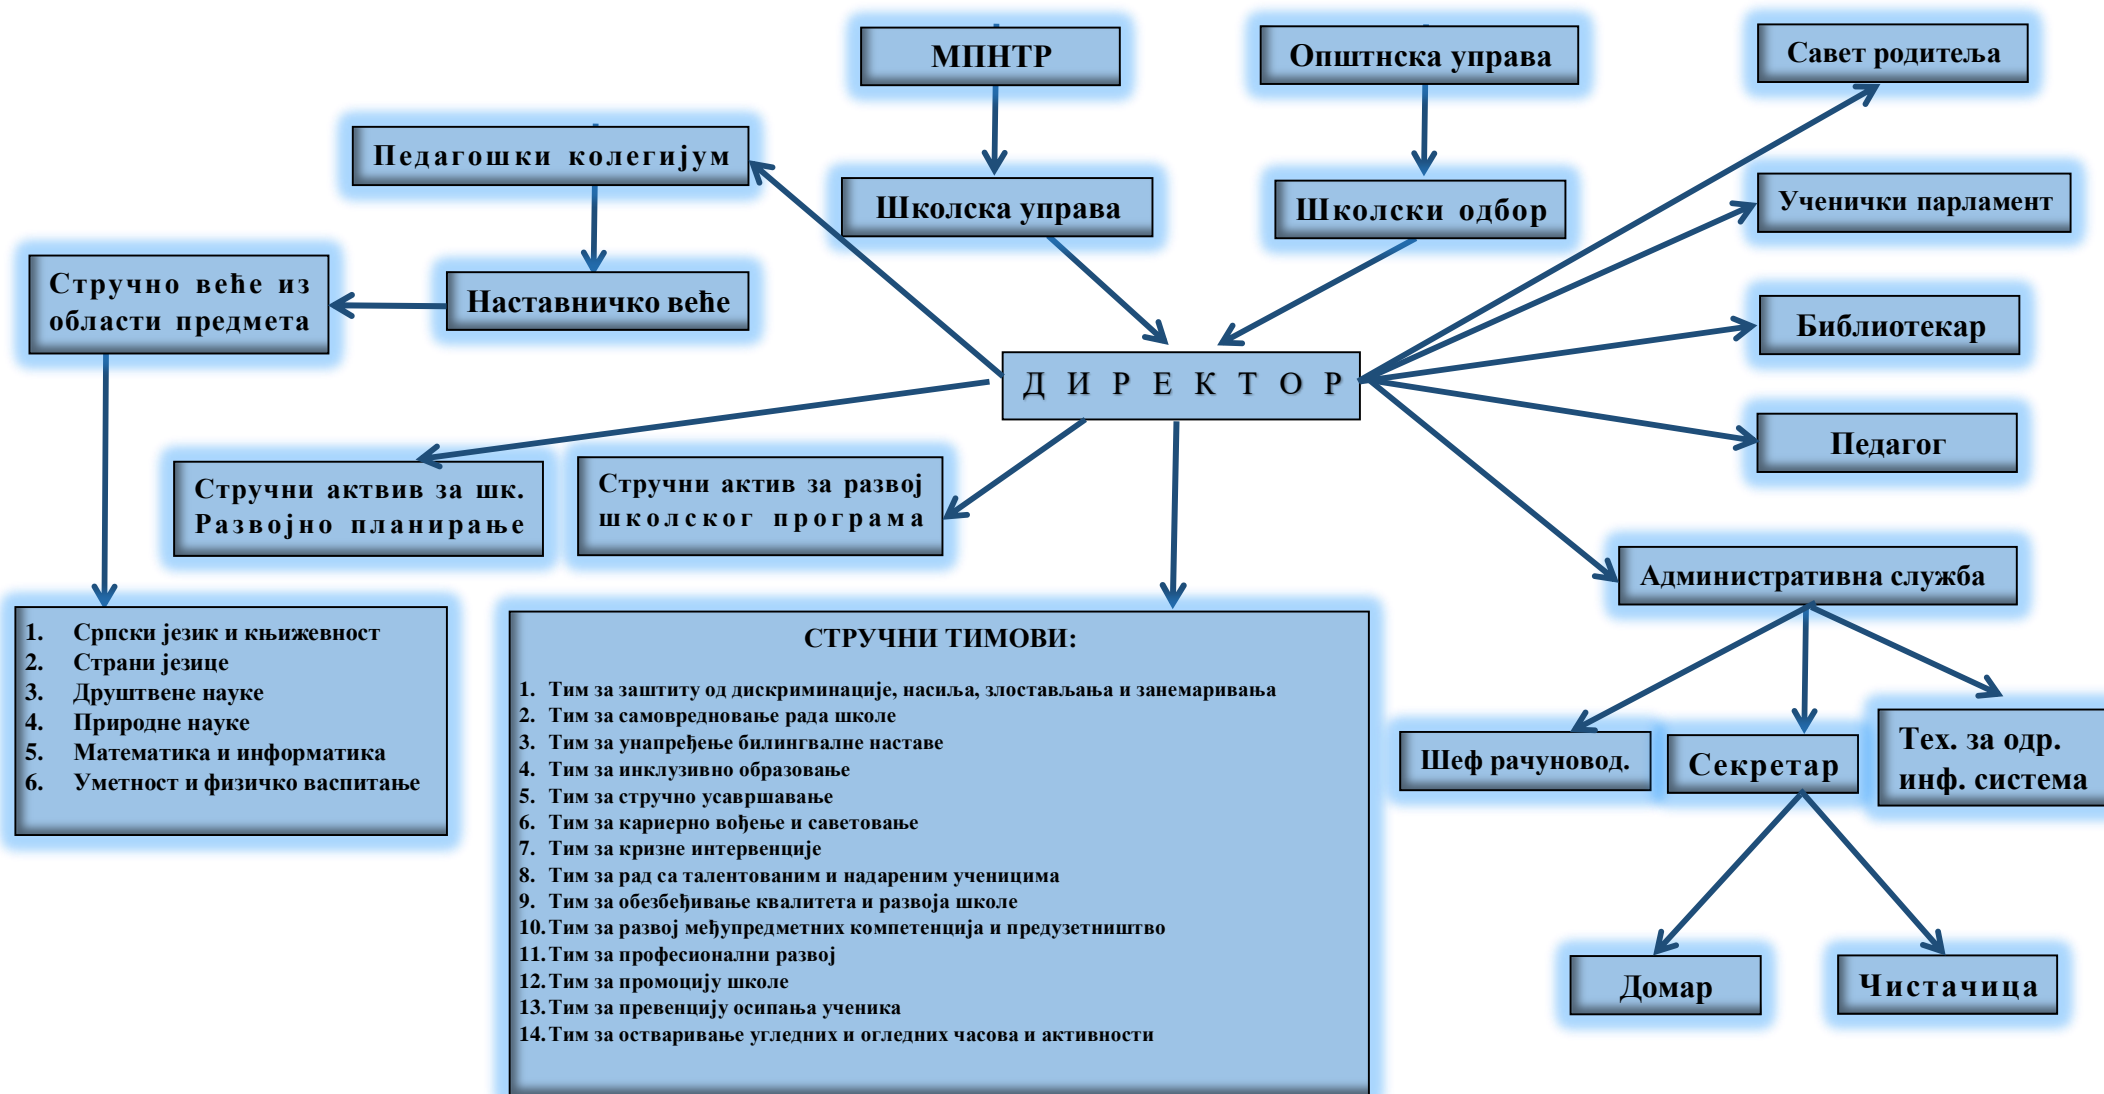 МПНТР
Општнска управа
Савет родитеља
Педагошки колегијум
Школска управа
Школски одбор
Ученички парламент
Стручно веће из
области предмета
Наставничко веће
Библиотекар
ДИРЕКТОР
Педагог
Стручни актвив за шк.
Развојно планирање
Стручни актив за развој
школског програма
Административна служба
1. Српски језик и књижевност
2. Страни језице
3. Друштвене науке
4. Природне науке
5. Математика и информатика
6. Уметност и физичко васпитање
СТРУЧНИ ТИМОВИ:
1. Тим за заштиту од дискриминације, насиља, злостављања и занемаривања
2. Тим за самовредновање рада школе
3. Тим за унапређење билингвалне наставе
4. Тим за инклузивно образовање
5. Тим за стручно усавршавање
6. Тим за кариерно вођење и саветовање
7. Тим за кризне интервенције
8. Тим за рад са талентованим и надареним ученицима
9. Тим за обезбеђивање квалитета и развоја школе
10. Тим за развој међупредметних компетенција и предузетништво
11. Тим за професионални развој
12. Тим за промоцију школе
13. Тим за превенцију осипања ученика
14. Тим за остваривање угледних и огледних часова и активности
Шеф рачуновод.
Секретар
Тех. за одр.
инф. система
Домар
Чистачица